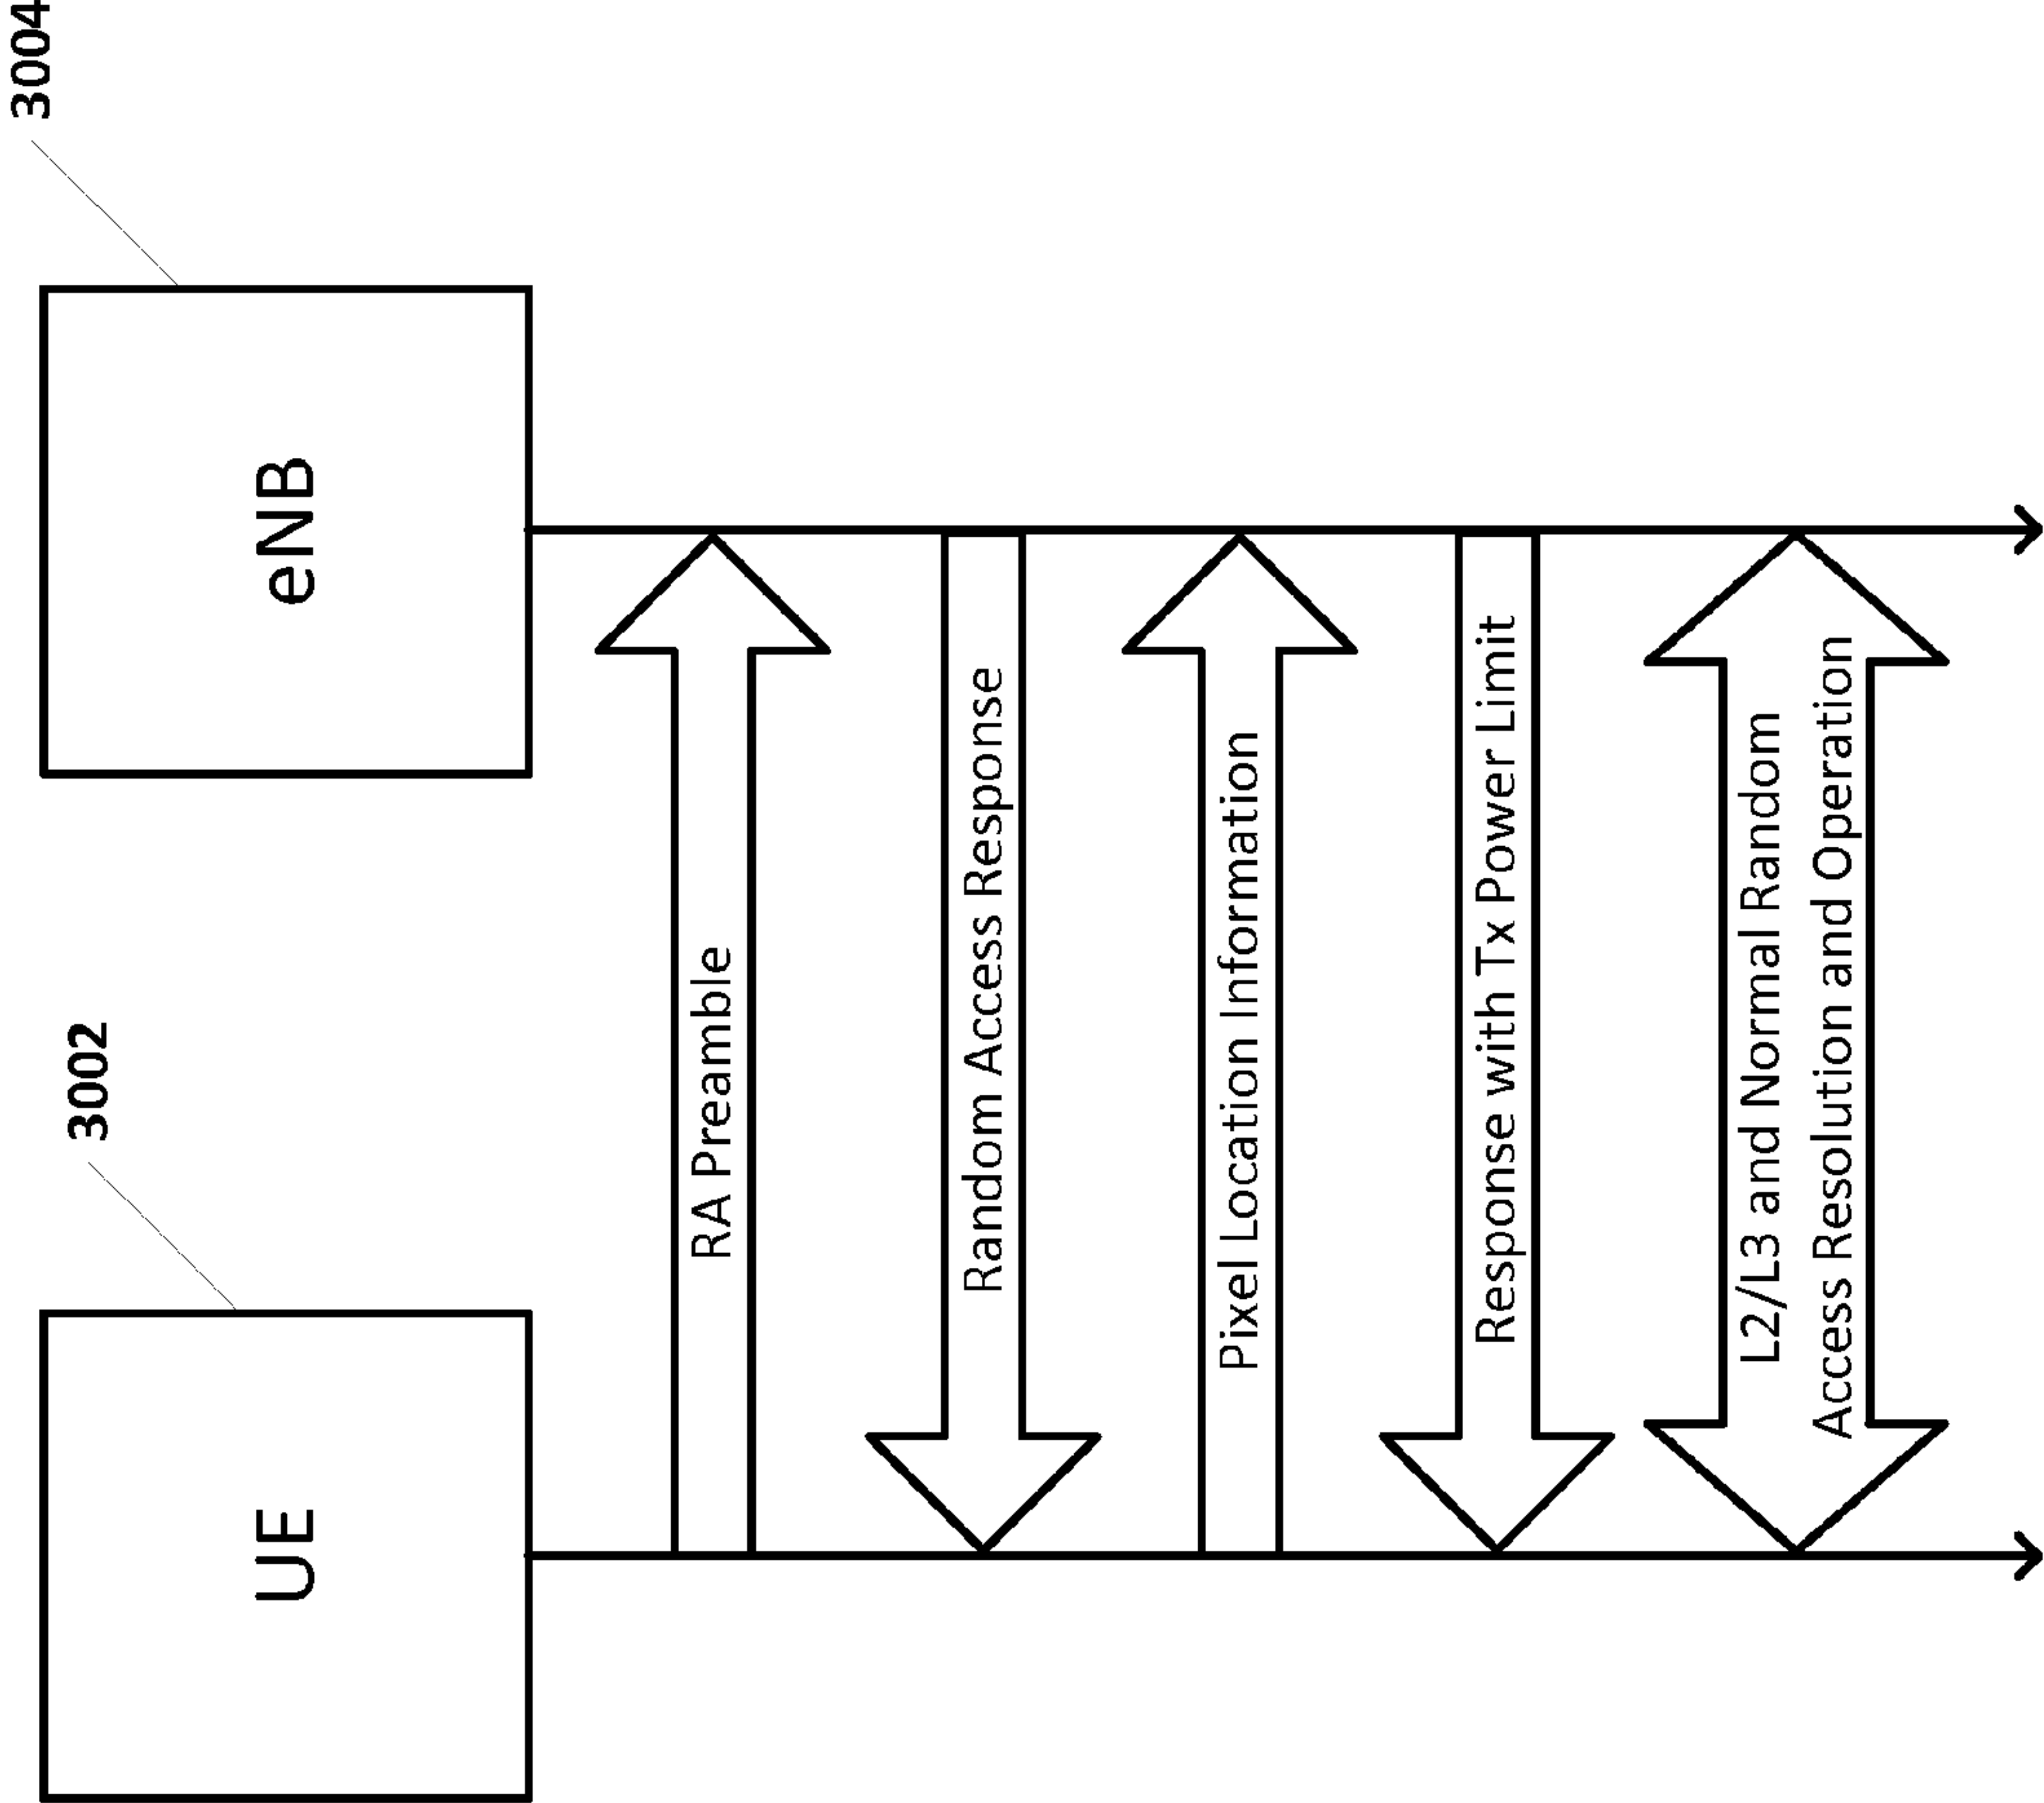 3002
3004
UE
eNB
RA Preamble
Random Access Response
Pixel Location Information
Response with Tx Power Limit
L2/L3 and Normal Random
Access Resolution and Operation